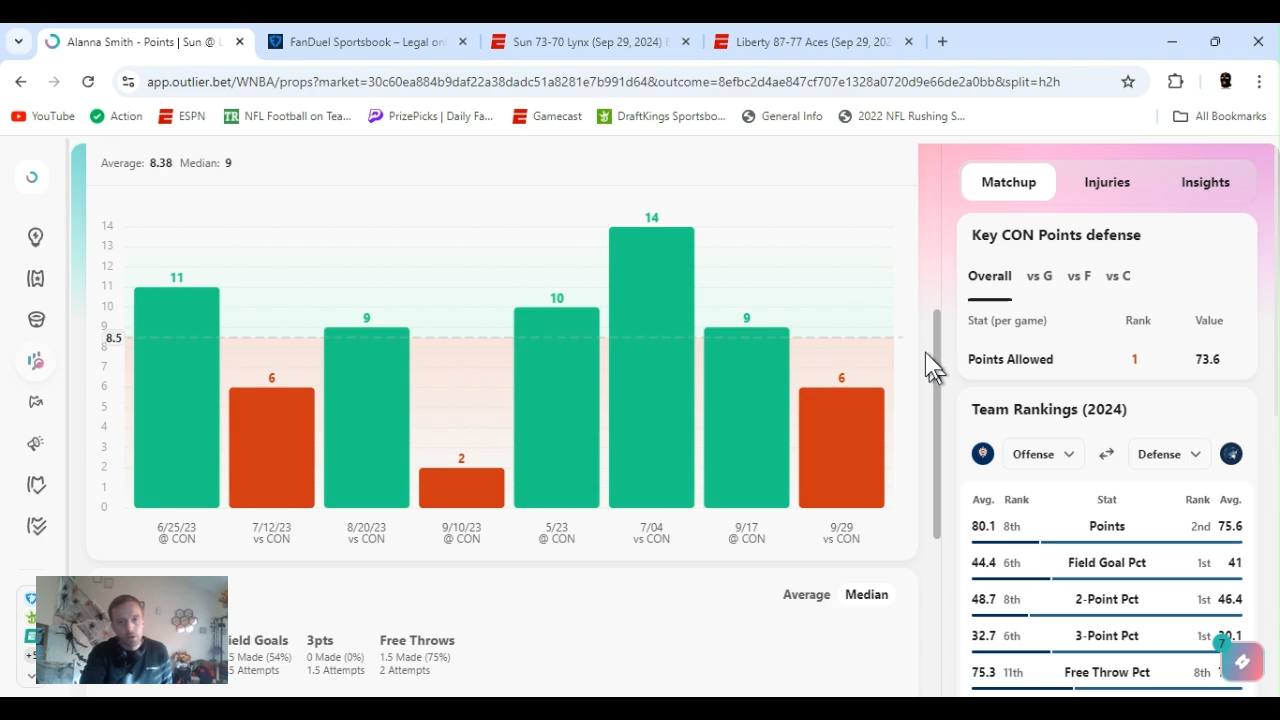 Alanna Smith - Points | Sun @ L
FanDuel Sportsbook – Legal on
Sun 73-70 Lynx (Sep 29, 2024) E
Liberty 87-77 Aces (Sep 29, 202
app.outlier.bet/WNBA/props?market=30c60ea884b9daf22a38dadc51a8281e7b991d64&outcome=8efbc2d4ae847cf707e1328a0720d9e66de2a0bb&split=h2h
YouTube
Action
ESPN
NFL Football on Tea...
PrizePicks | Daily Fa...
Gamecast
DraftKings Sportsbo...
General Info
2022 NFL Rushing S...
All Bookmarks
Average: 8.38 Median: 9
14
13
12
11
10
9
8.5
8
7
6
5
4
3
2
1
0
11
6
9
2
10
14
9
6
6/25/23
@ CON
7/12/23
vs CON
8/20/23
vs CON
9/10/23
@ CON
5/23
@ CON
7/04
vs CON
9/17
@ CON
9/29
vs CON
Average Median
ield Goals
5 Made (54%)
5 Attempts
3pts
0 Made (0%)
1.5 Attempts
Free Throws
1.5 Made (75%)
2 Attempts
Matchup Injuries Insights
Key CON Points defense
Overall vs G vs F vs C
Stat (per game) Rank Value
Points Allowed 1 73.6
Team Rankings (2024)
Offense Defense
Avg. Rank Stat Rank Avg.
80.1 8th Points 2nd 75.6
44.4 6th Field Goal Pct 1st 41
48.7 8th 2-Point Pct 1st 46.4
32.7 6th 3-Point Pct 1st
75.3 11th Free Throw Pct 8th
7